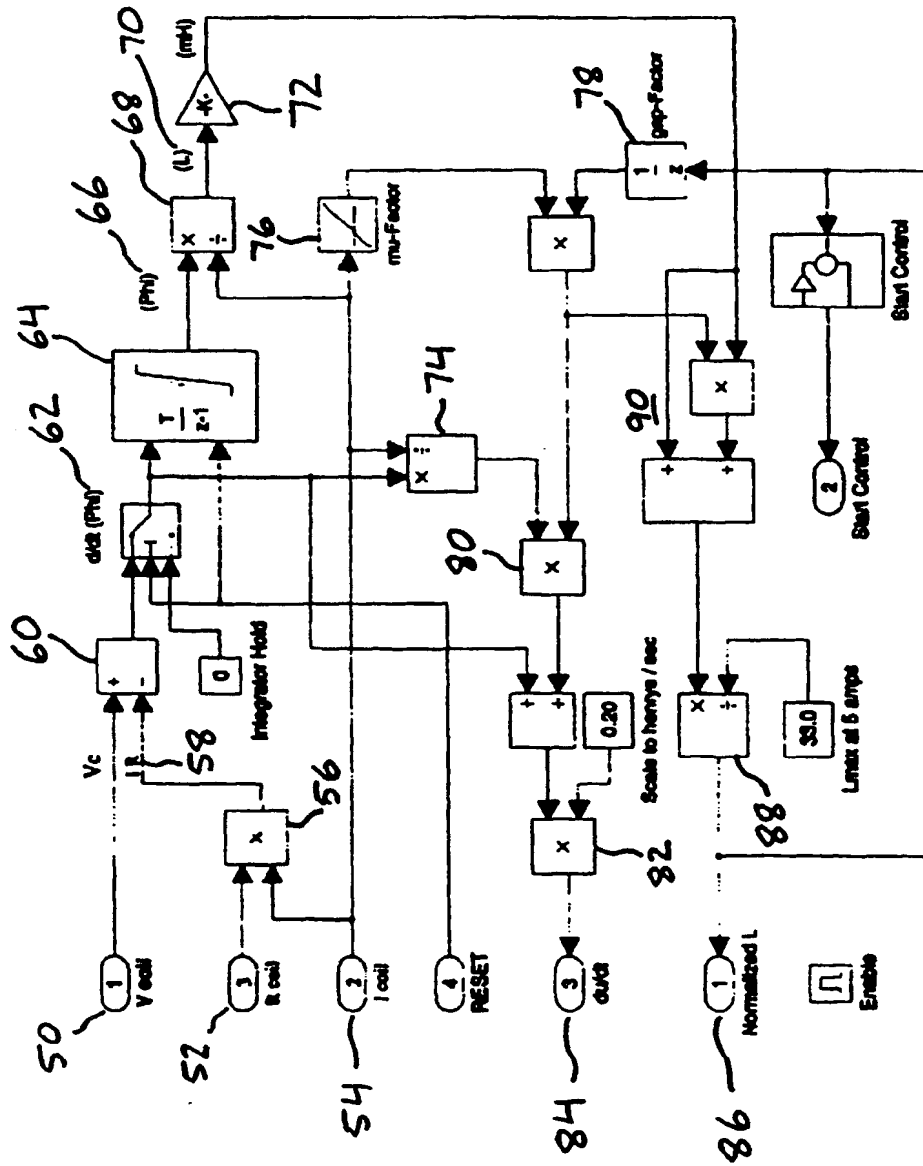 50
1
V coil
Vc
60
+
-
d/dt (Phi)
62
64
T
z-1
(Phi)
66
68
x
÷
(L)
70
-K-
72
(mH)
52
3
R coil
56
x
I R
58
0
Integrator Hold
54
2
I coil
4
RESET
74
x
÷
76
mu-Factor
84
3
du/dt
82
x
0.20
Scale to henrys / sec
+
+
80
x
x
1
z
78
gap-Factor
86
1
Normalized L
88
x
÷
33.0
Lmax at 5 amps
90
+
+
x
2
Start Control
Start Control
Enable